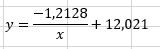 y = −1,2128 / x + 12,021